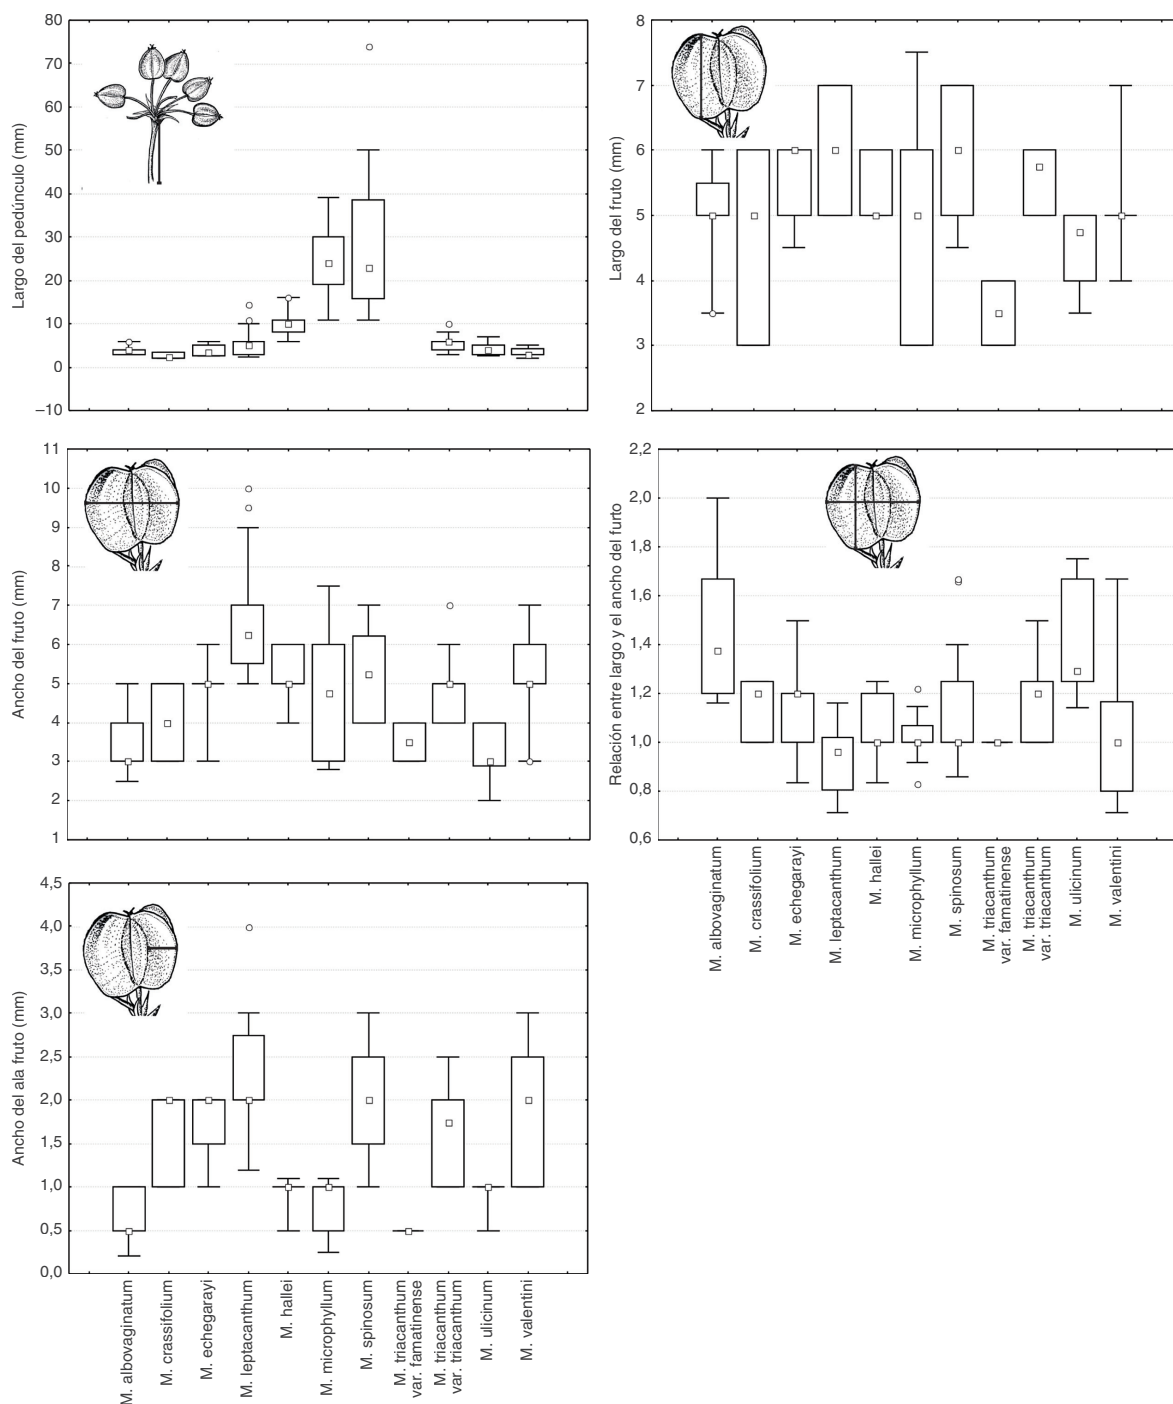 Largo del pedúnculo (mm)
80
70
60
50
40
30
20
10
0
–10
Largo del fruto (mm)
8
7
6
5
4
3
2
Ancho del fruto (mm)
11
10
9
8
7
6
5
4
3
2
1
Relación entre largo y el ancho del furto
2,2
2,0
1,8
1,6
1,4
1,2
1,0
0,8
0,6
M. albovaginatum
M. crassifolium
M. echegarayi
M. leptacanthum
M. hallei
M. microphyllum
M. spinosum
M. triacanthum
var. famatinense
M. triacanthum
var. triacanthum
M. ulicinum
M. valentini
Ancho del ala fruto (mm)
4,5
4,0
3,5
3,0
2,5
2,0
1,5
1,0
0,5
0,0
M. albovaginatum
M. crassifolium
M. echegarayi
M. leptacanthum
M. hallei
M. microphyllum
M. spinosum
M. triacanthum
var. famatinense
M. triacanthum
var. triacanthum
M. ulicinum
M. valentini